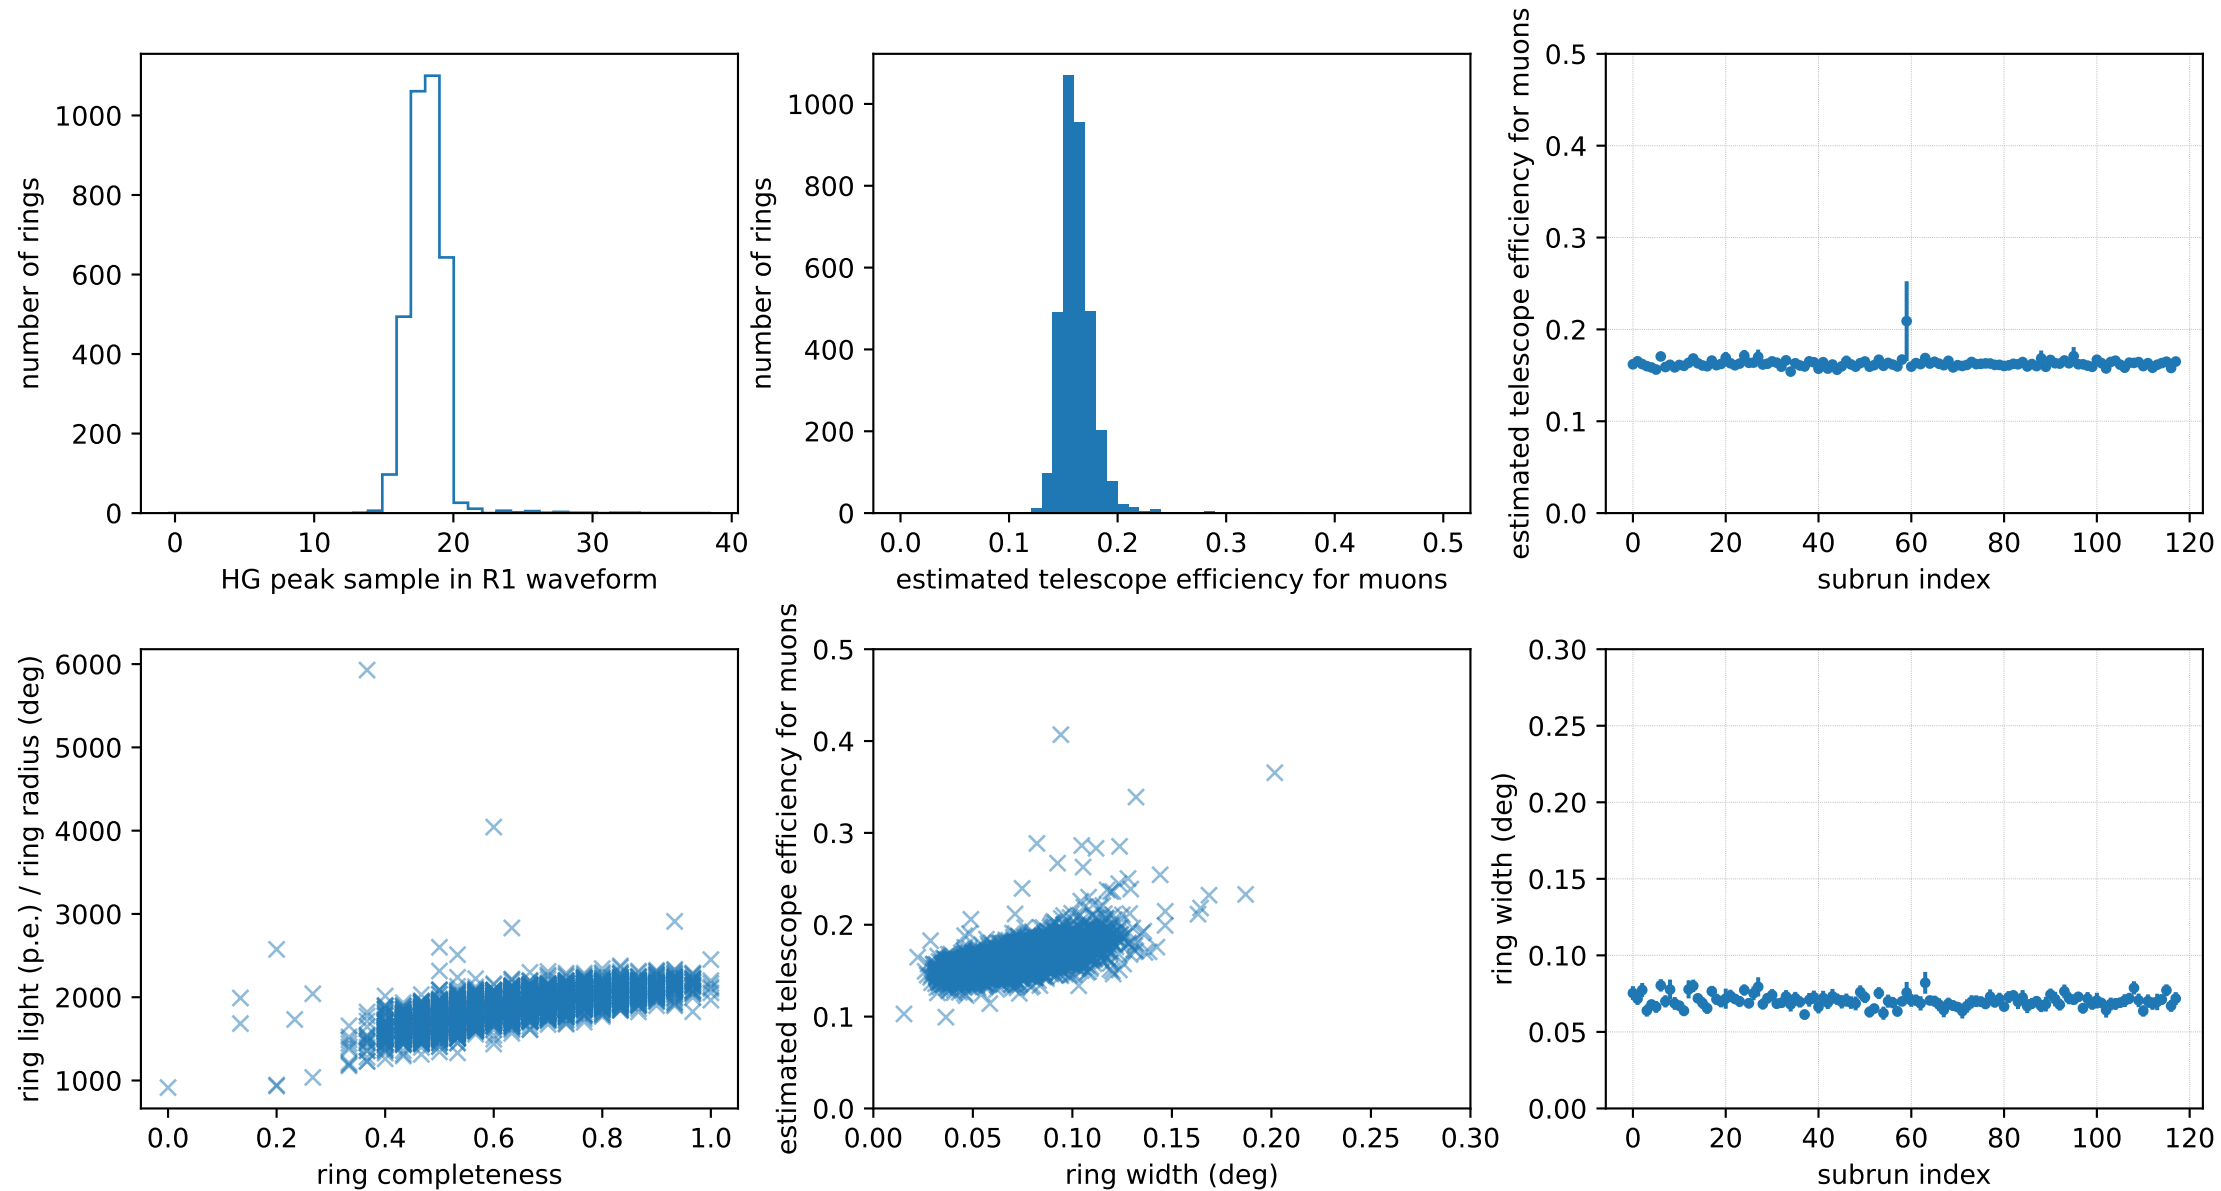 number of rings
1000
800
600
400
200
0
0 10 20 30 40
HG peak sample in R1 waveform
number of rings
1000
800
600
400
200
0
0.0 0.1 0.2 0.3 0.4 0.5
estimated telescope efficiency for muons
estimated telescope efficiency for muons
0.5
0.4
0.3
0.2
0.1
0.0
0 20 40 60 80 100 120
subrun index
ring light (p.e.) / ring radius (deg)
6000
5000
4000
3000
2000
1000
0.0 0.2 0.4 0.6 0.8 1.0
ring completeness
estimated telescope efficiency for muons
0.5
0.4
0.3
0.2
0.1
0.0
0.00 0.05 0.10 0.15 0.20 0.25 0.30
ring width (deg)
ring width (deg)
0.30
0.25
0.20
0.15
0.10
0.05
0.00
0 20 40 60 80 100 120
subrun index